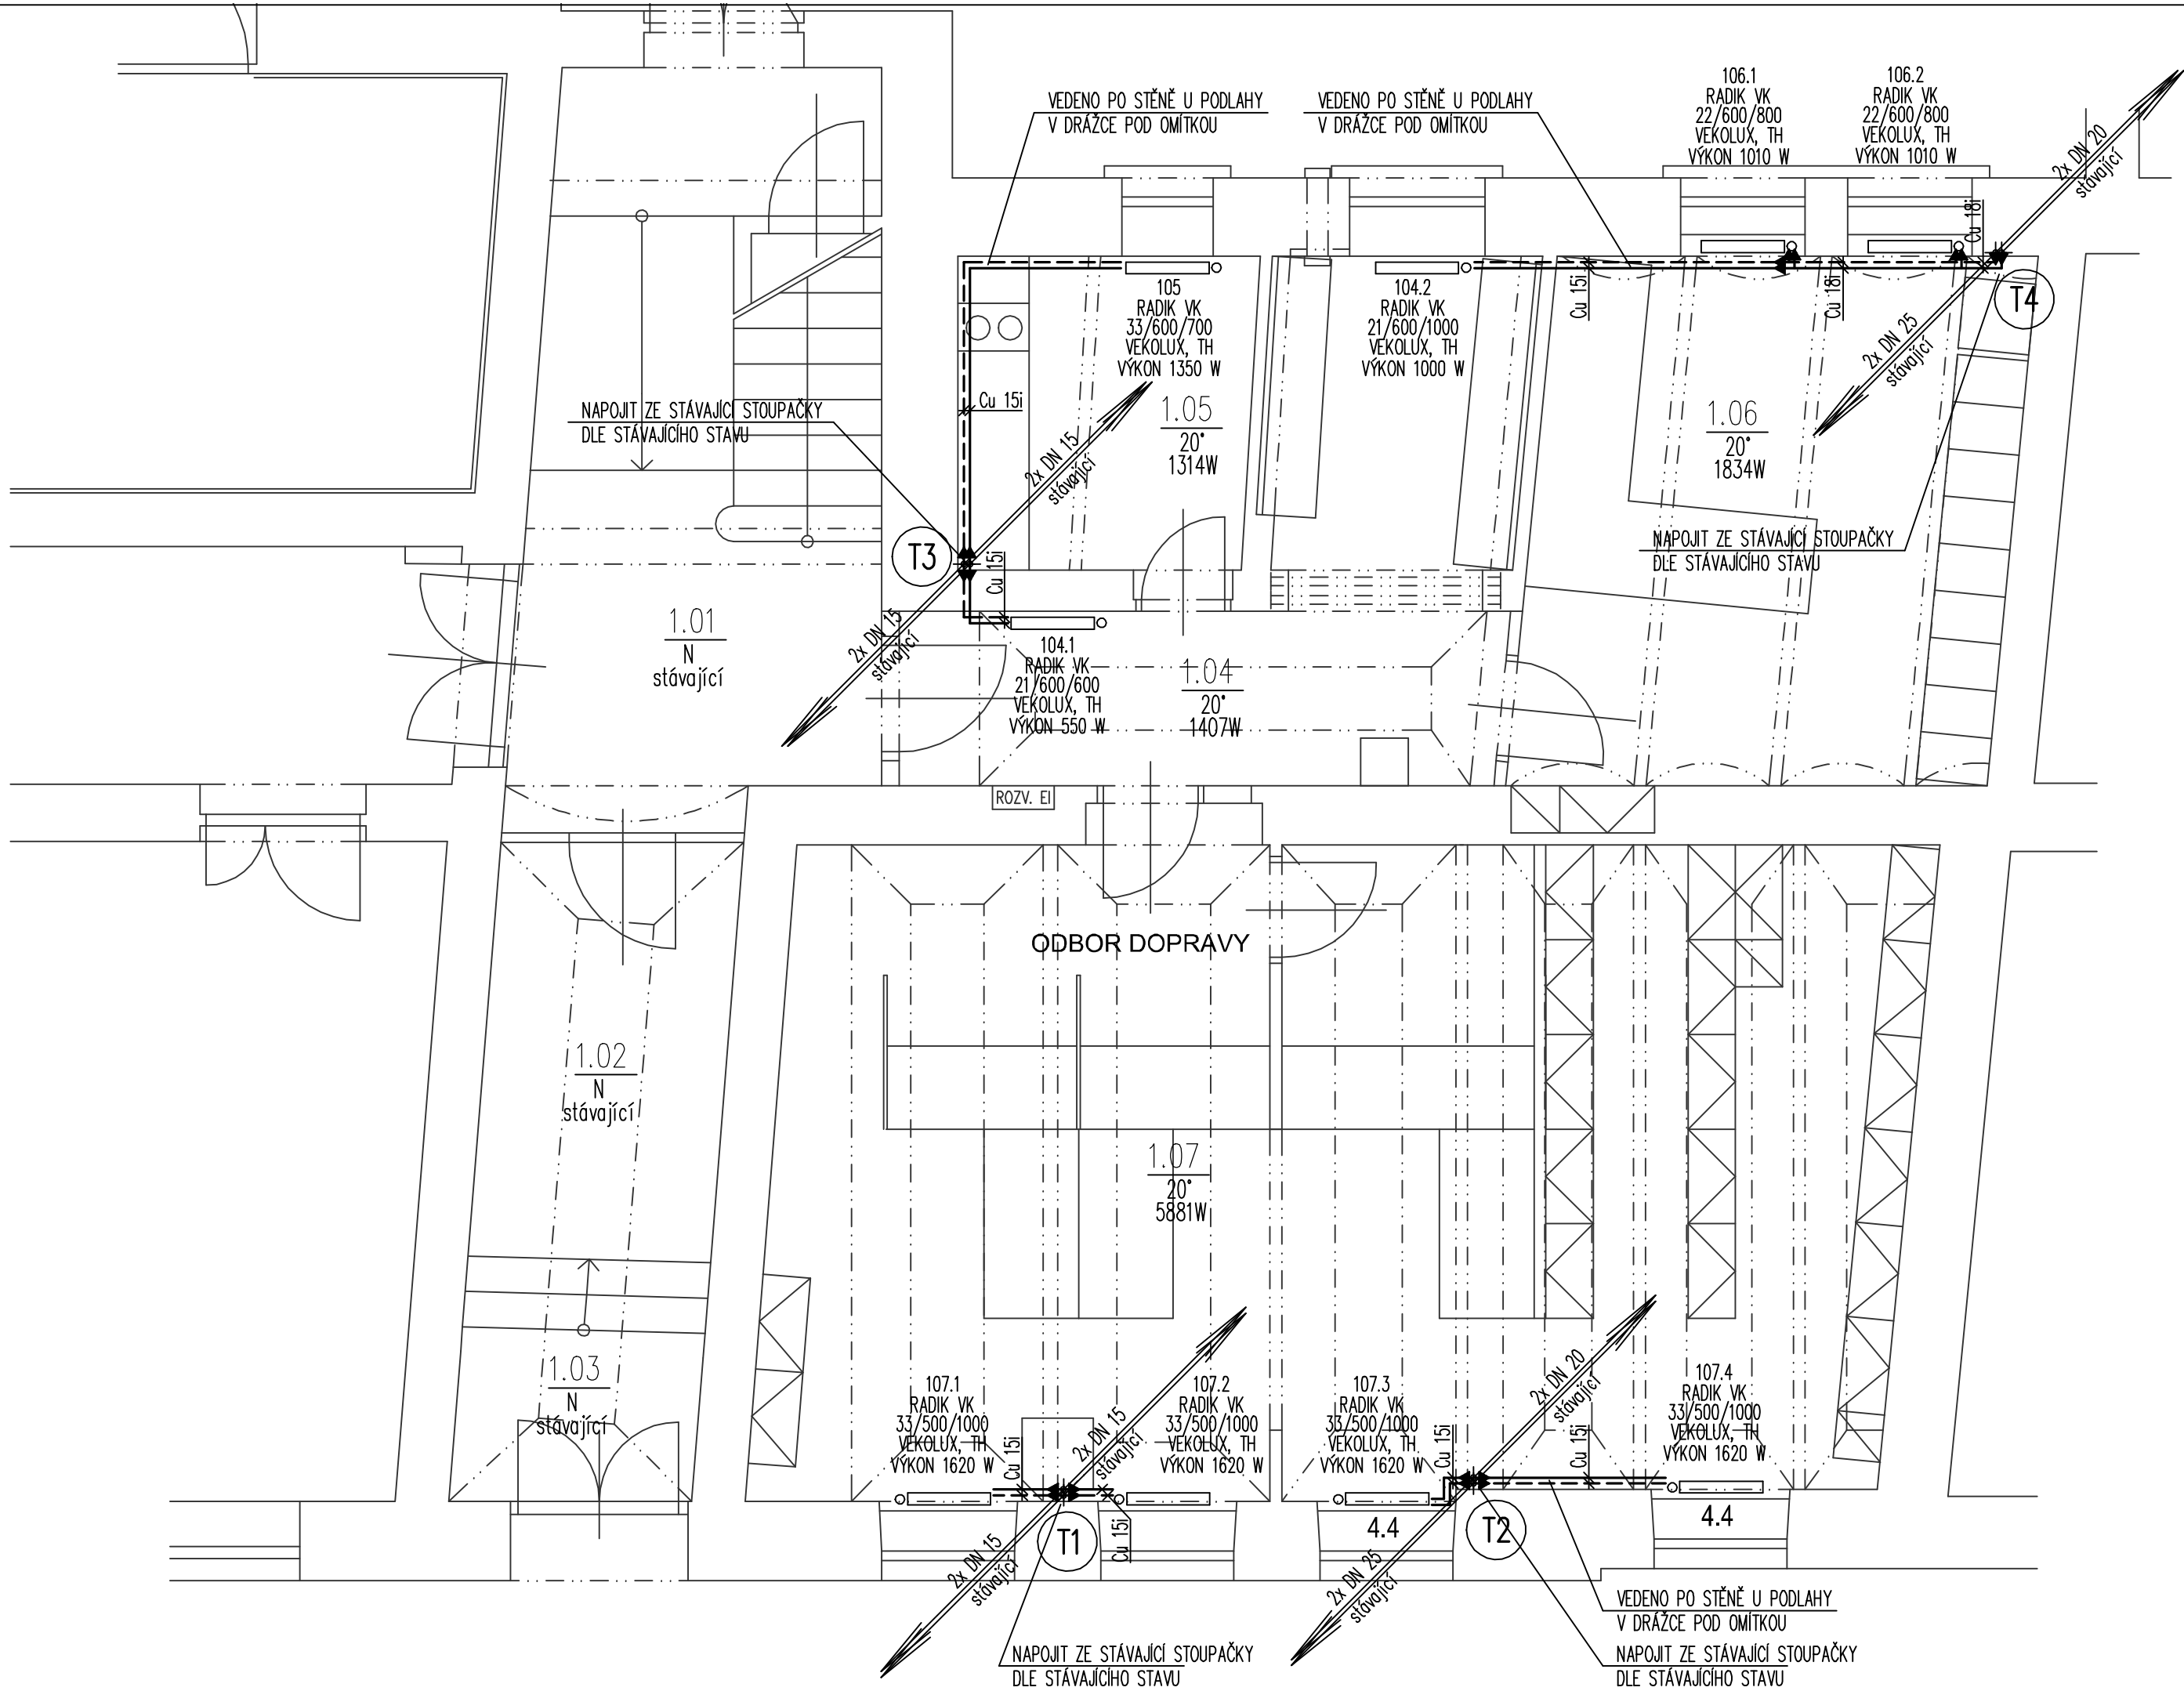 VEDENO PO STĚNĚ U PODLAHY
V DRÁŽCE POD OMÍTKOU
VEDENO PO STĚNĚ U PODLAHY
V DRÁŽCE POD OMÍTKOU
106.1
RADIK VK
22/600/800
VEKOLUX, TH
VÝKON 1010 W
106.2
RADIK VK
22/600/800
VEKOLUX, TH
VÝKON 1010 W
2x DN 20
stávající
Cu 18i
105
RADIK VK
33/600/700
VEKOLUX, TH
VÝKON 1350 W
104.2
RADIK VK
21/600/1000
VEKOLUX, TH
VÝKON 1000 W
Cu 15i
Cu 18i
T4
2x DN 25
stávající
NAPOJIT ZE STÁVAJÍCÍ STOUPAČKY
DLE STÁVAJÍCÍHO STAVU
Cu 15i
1.05
20°
1314W
1.06
20°
1834W
2x DN 15
stávající
T3
Cu 15i
NAPOJIT ZE STÁVAJÍCÍ STOUPAČKY
DLE STÁVAJÍCÍHO STAVU
1.01
N
stávající
2x DN 15
stávající
104.1
RADIK VK
21/600/600
VEKOLUX, TH
VÝKON 550 W
1.04
20°
1407W
ROZV. El
ODBOR DOPRAVY
1.02
N
stávající
1.07
20°
5881W
1.03
N
stávající
107.1
RADIK VK
33/500/1000
VEKOLUX, TH
VÝKON 1620 W
Cu 15i
2x DN 15
stávající
107.2
RADIK VK
33/500/1000
VEKOLUX, TH
VÝKON 1620 W
107.3
RADIK VK
33/500/1000
VEKOLUX, TH
VÝKON 1620 W
Cu 15i
2x DN 20
stávající
Cu 15i
107.4
RADIK VK
33/500/1000
VEKOLUX, TH
VÝKON 1620 W
2x DN 15
stávající
T1
Cu 15i
4.4
2x DN 25
stávající
T2
4.4
VEDENO PO STĚNĚ U PODLAHY
V DRÁŽCE POD OMÍTKOU
NAPOJIT ZE STÁVAJÍCÍ STOUPAČKY
DLE STÁVAJÍCÍHO STAVU
NAPOJIT ZE STÁVAJÍCÍ STOUPAČKY
DLE STÁVAJÍCÍHO STAVU